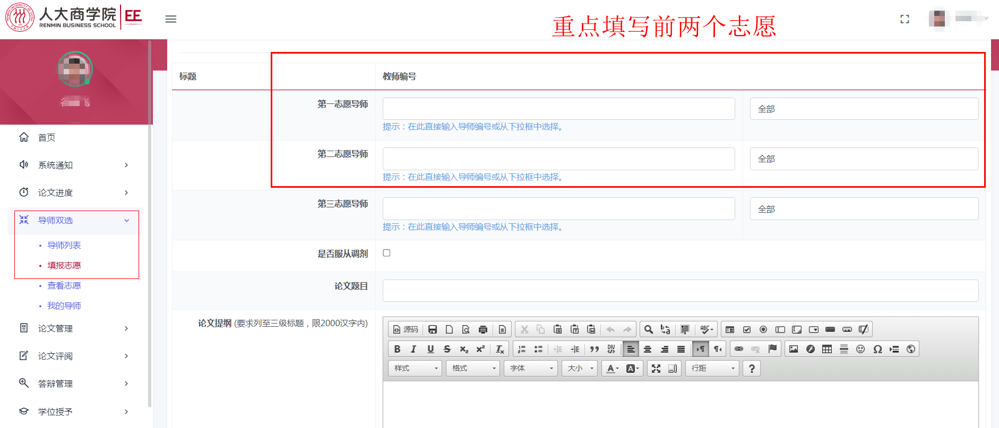 人大商学院 EE
RENMIN BUSINESS SCHOOL
重点填写前两个志愿
首页
系统通知
论文进度
导师双选
导师列表
填报志愿
查看志愿
我的导师
论文管理
论文评阅
答辩管理
学位授予
标题 教师编号
第一志愿导师 全部
提示：在此直接输入导师编号或从下拉框中选择。
第二志愿导师 全部
提示：在此直接输入导师编号或从下拉框中选择。
第三志愿导师 全部
提示：在此直接输入导师编号或从下拉框中选择。
是否服从调剂
论文题目
论文提纲 (要求列至三级标题，限2000汉字内)
源码
样式 格式 字体 大小 行距